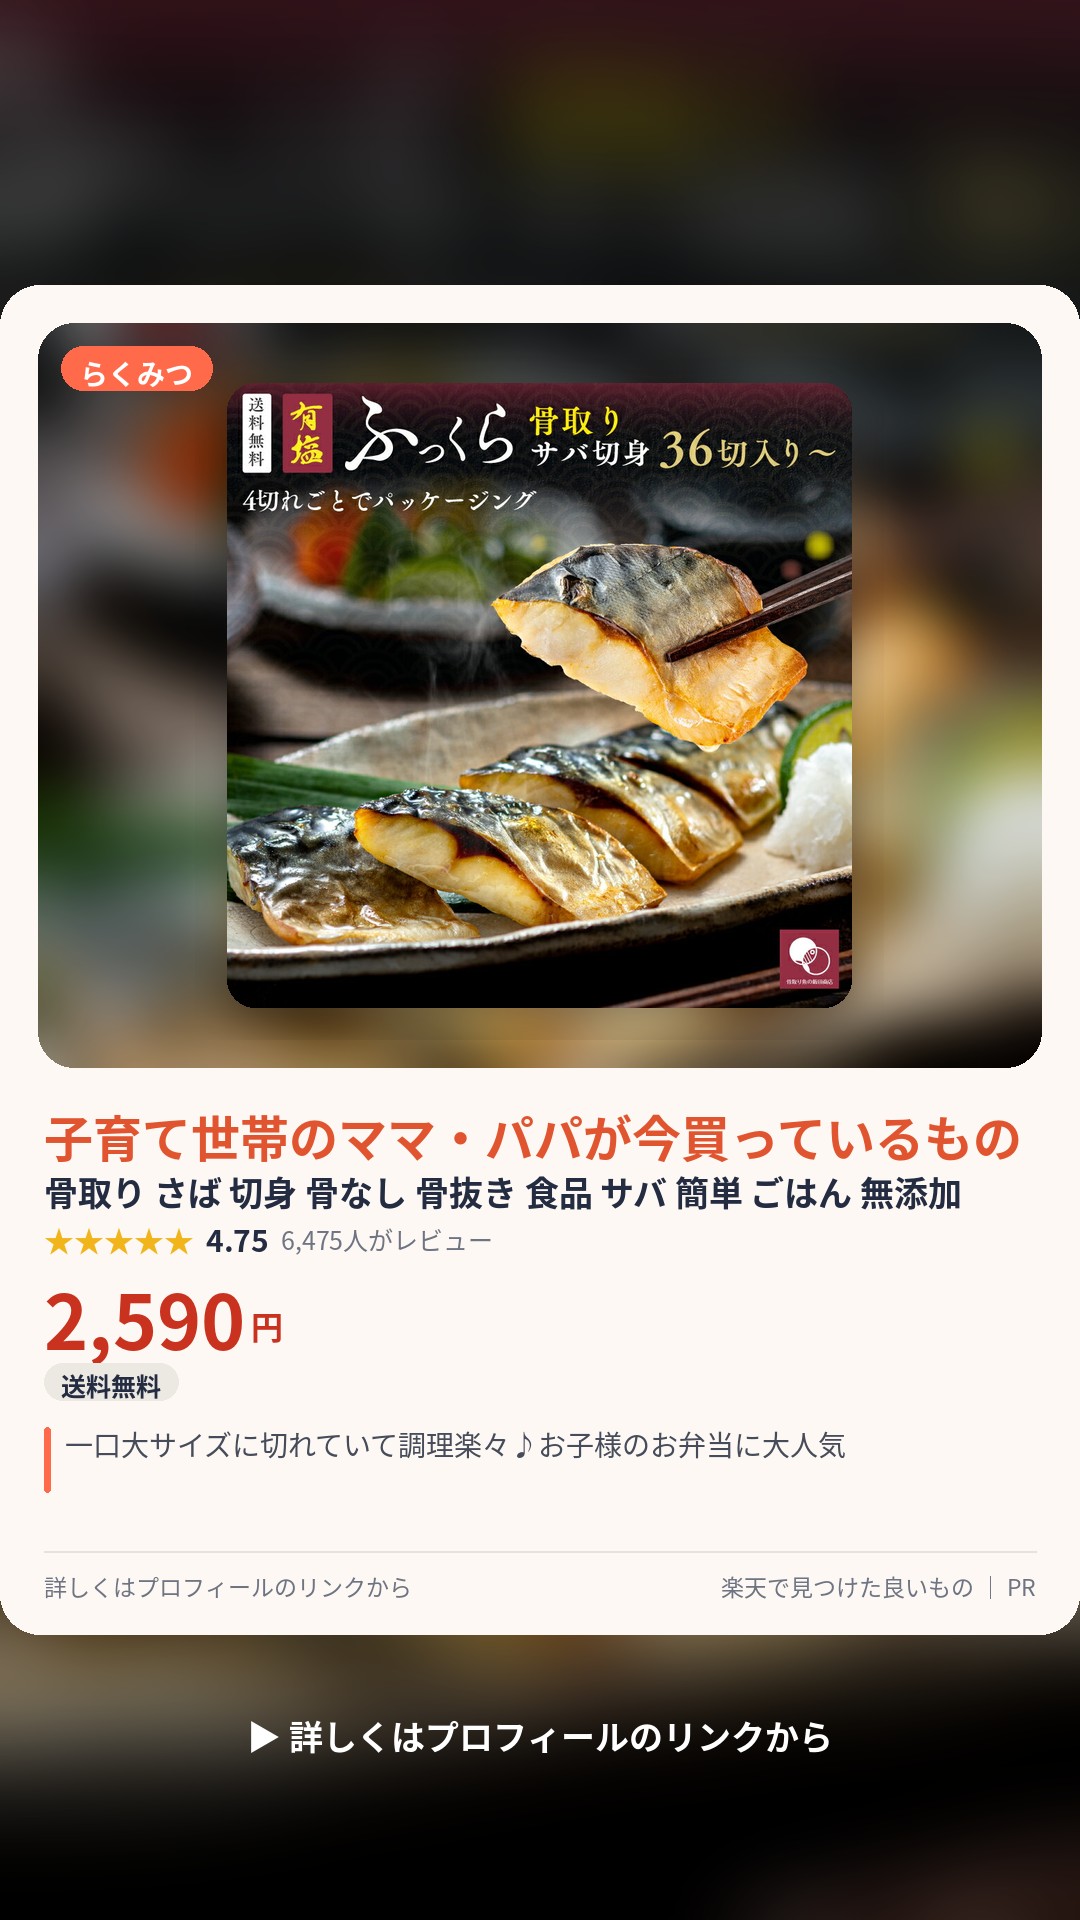 らくみつ
送料無料
有塩
ふっくら
骨取り
サバ切身
36切入り～
4切れごとでパッケージング
骨取り魚の飯田商店
子育て世帯のママ・パパが今買っているもの
骨取り さば 切身 骨なし 骨抜き 食品 サバ 簡単 ごはん 無添加
★★★★★ 4.75 6,475人がレビュー
2,590円
送料無料
一口大サイズに切れていて調理楽々♪お子様のお弁当に大人気
詳しくはプロフィールのリンクから
楽天で見つけた良いもの ｜ PR
▶ 詳しくはプロフィールのリンクから